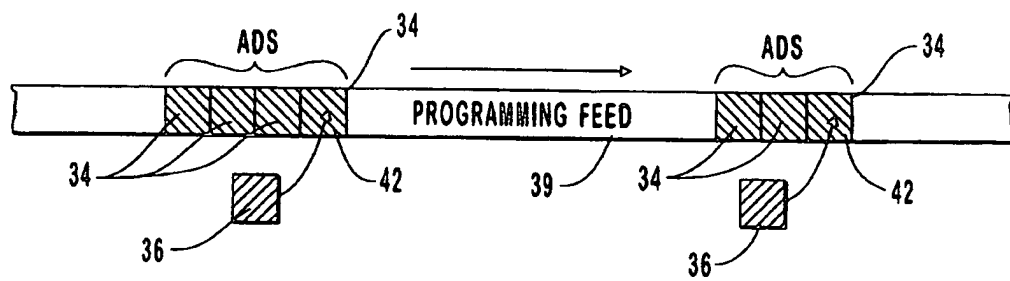 ADS 34 ADS 34
PROGRAMMING FEED
34 42 39 34 42
36 36